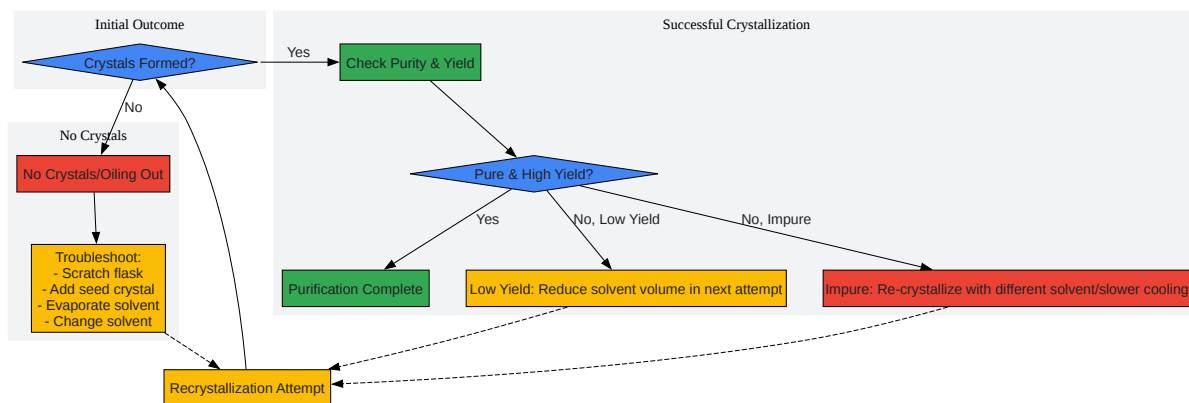 Initial Outcome
Successful Crystallization
Crystals Formed?
Yes
Check Purity & Yield
No
No Crystals
No Crystals/Oiling Out
Pure & High Yield?
Yes
No, Low Yield
No, Impure
Troubleshoot:
- Scratch flask
- Add seed crystal
- Evaporate solvent
- Change solvent
Purification Complete
Low Yield: Reduce solvent volume in next attempt
Impure: Re-crystallize with different solvent/slower cooling
Recrystallization Attempt